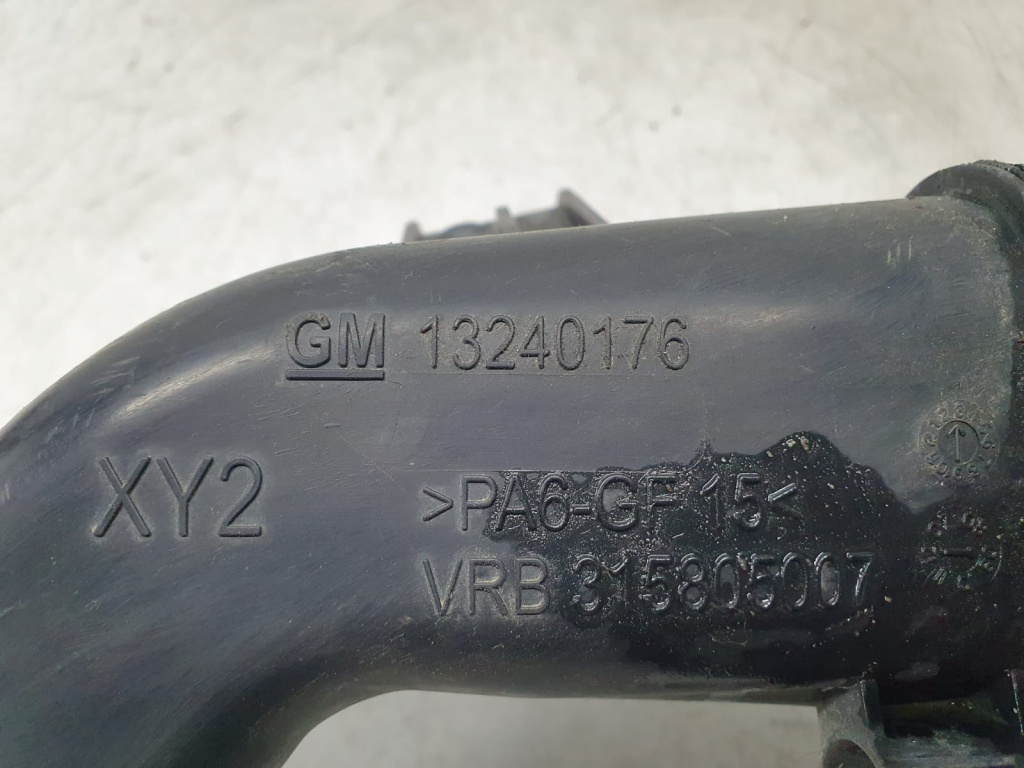 GM 13240176
XY2
>PA6-GF 15<
VRB 315805007